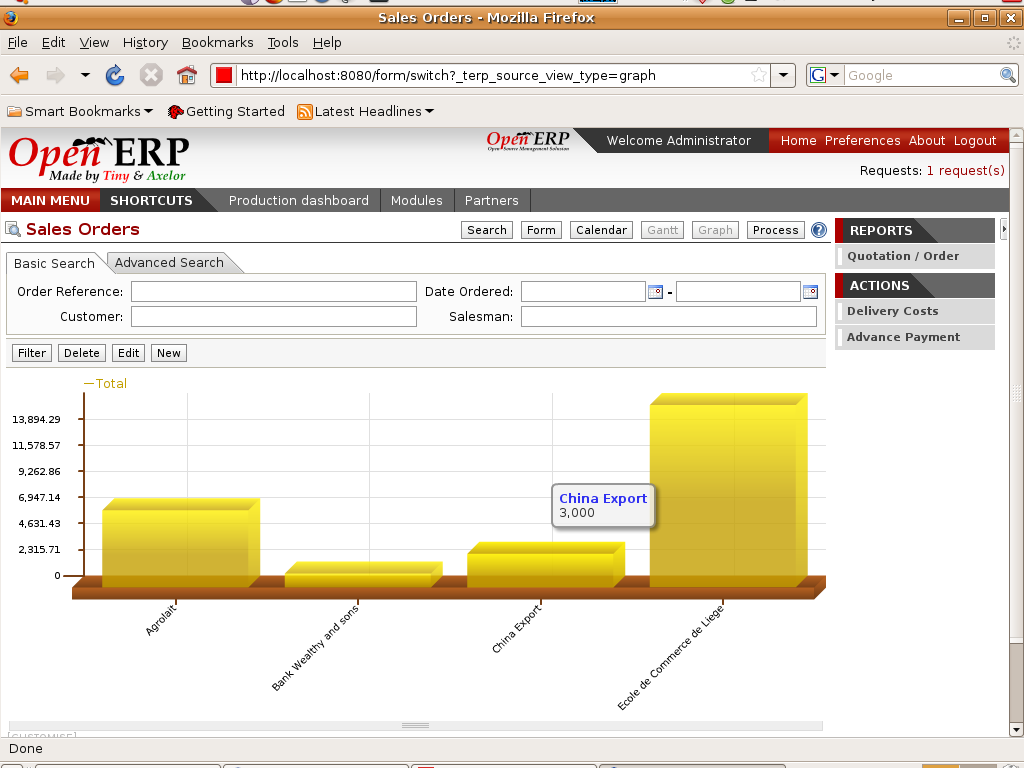 Sales Orders - Mozilla Firefox
File Edit View History Bookmarks Tools Help
http://localhost:8080/form/switch?_terp_source_view_type=graph
G Google
Smart Bookmarks Getting Started Latest Headlines
Open ERP
Made by Tiny & Axelor
Open ERP
Open Source Management Solution
Welcome Administrator
Home Preferences About Logout
Requests: 1 request(s)
MAIN MENU SHORTCUTS Production dashboard Modules Partners
Sales Orders
Search Form Calendar Gantt Graph Process ?
REPORTS
Quotation / Order
ACTIONS
Delivery Costs
Advance Payment
Basic Search Advanced Search
Order Reference: Date Ordered: -
Customer: Salesman:
Filter Delete Edit New
Total
13,894.29
11,578.57
9,262.86
6,947.14
4,631.43
2,315.71
0
China Export
3,000
Agrolait
Bank Wealthy and sons
China Export
Ecole de Commerce de Liege
[CUSTOMISE]
Done